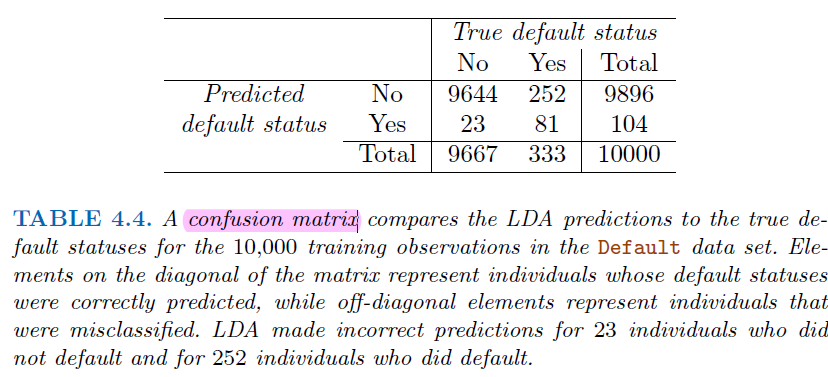 True default status
No Yes Total
Predicted No 9644 252 9896
default status Yes 23 81 104
Total 9667 333 10000
TABLE 4.4. A confusion matrix compares the LDA predictions to the true de-
fault statuses for the 10,000 training observations in the Default data set. Ele-
ments on the diagonal of the matrix represent individuals whose default statuses
were correctly predicted, while off-diagonal elements represent individuals that
were misclassified. LDA made incorrect predictions for 23 individuals who did
not default and for 252 individuals who did default.